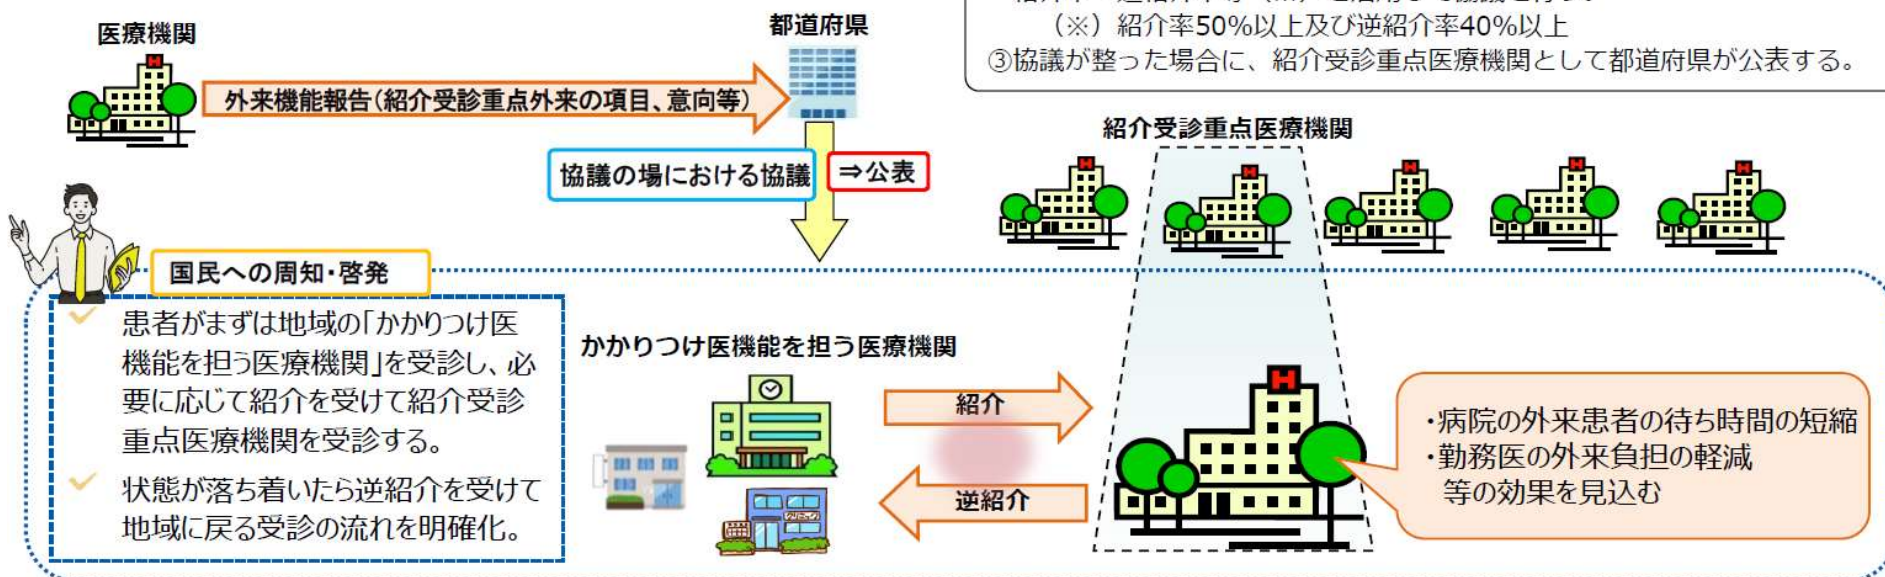 （※）紹介率50%以上及び逆紹介率40%以上
③協議が整った場合に、紹介受診重点医療機関として都道府県が公表する。
医療機関
都道府県
外来機能報告（紹介受診重点外来の項目、意向等）
協議の場における協議
⇒公表
紹介受診重点医療機関
国民への周知・啓発
患者がまずは地域の「かかりつけ医
機能を担う医療機関」を受診し、必
要に応じて紹介を受けて紹介受診
重点医療機関を受診する。
状態が落ち着いたら逆紹介を受けて
地域に戻る受診の流れを明確化。
かかりつけ医機能を担う医療機関
クリニック
紹介
逆紹介
・病院の外来患者の待ち時間の短縮
・勤務医の外来負担の軽減
等の効果を見込む